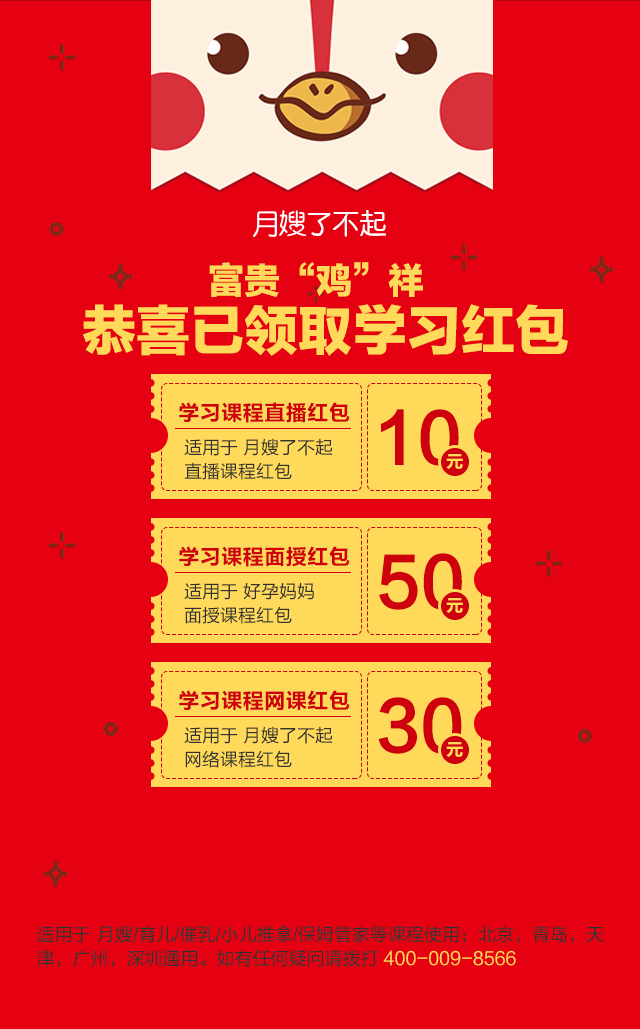 月嫂了不起
富贵“鸡”祥
恭喜已领取学习红包
学习课程直播红包
适用于 月嫂了不起
直播课程红包
10元
学习课程面授红包
适用于 好孕妈妈
面授课程红包
50元
学习课程网课红包
适用于 月嫂了不起
网络课程红包
30元
适用于 月嫂/育儿/催乳/小儿推拿/保姆管家等课程使用；北京，青岛，天
津，广州，深圳通用。如有任何疑问请拨打 400-009-8566